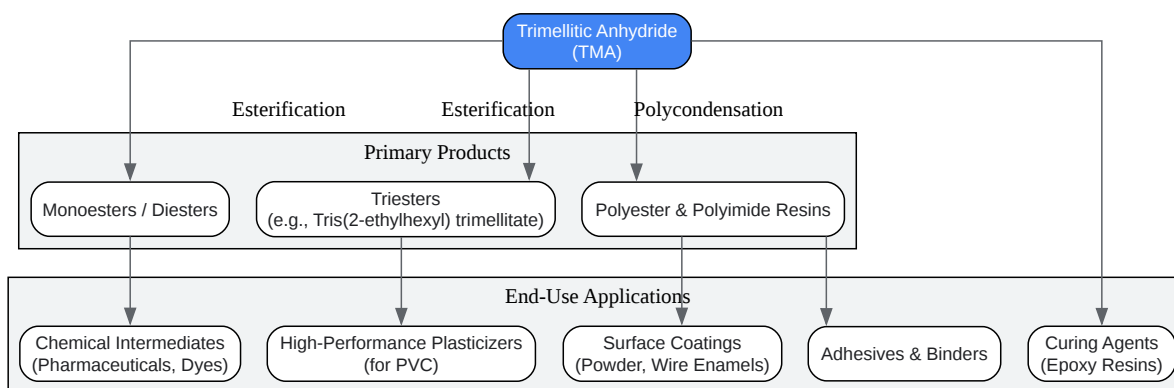 Trimellitic Anhydride
(TMA)
Esterification
Esterification
Polycondensation
Primary Products
Monoesters / Diesters
Triesters
(e.g., Tris(2-ethylhexyl) trimellitate)
Polyester & Polyimide Resins
End-Use Applications
Chemical Intermediates
(Pharmaceuticals, Dyes)
High-Performance Plasticizers
(for PVC)
Surface Coatings
(Powder, Wire Enamels)
Adhesives & Binders
Curing Agents
(Epoxy Resins)